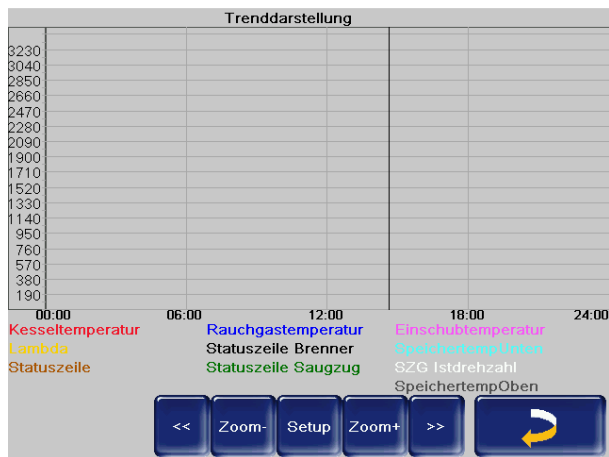 Trenddarstellung
3230
3040
2850
2660
2470
2280
2090
1900
1710
1520
1330
1140
950
760
570
380
190
00:00 06:00 12:00 18:00 24:00
Kesseltemperatur Rauchgastemperatur Einschubtemperatur
Lambda Statuszeile Brenner SpeichertempUnten
Statuszeile Statuszeile Saugzug SZG Istdrehzahl
SpeichertempOben
<< Zoom- Setup Zoom+ >>